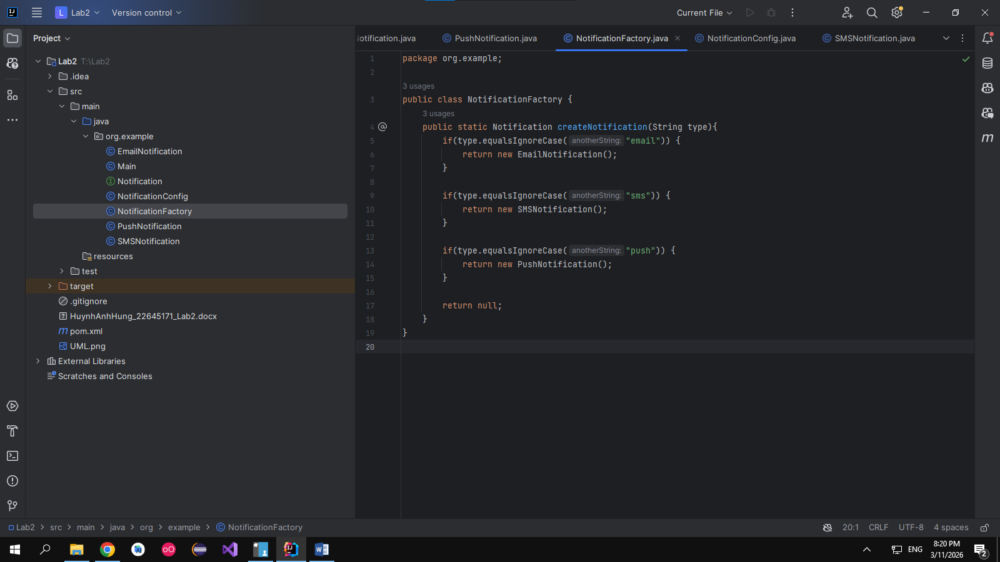 L Lab2 Version control Current File
Project
Lab2 T:\Lab2
.idea
src
main
java
org.example
EmailNotification
Main
Notification
NotificationConfig
NotificationFactory
PushNotification
SMSNotification
resources
test
target
.gitignore
HuynhAnhHung_22645171_Lab2.docx
pom.xml
UML.png
External Libraries
Scratches and Consoles
otification.java PushNotification.java NotificationFactory.java NotificationConfig.java SMSNotification.java
1 package org.example;
2
3 usages
3 public class NotificationFactory {
3 usages
4 public static Notification createNotification(String type){
5 if(type.equalsIgnoreCase( anotherString: "email")) {
6 return new EmailNotification();
7 }
8
9 if(type.equalsIgnoreCase( anotherString: "sms")) {
10 return new SMSNotification();
11 }
12
13 if(type.equalsIgnoreCase( anotherString: "push")) {
14 return new PushNotification();
15 }
16
17 return null;
18 }
19 }
20
Lab2 > src > main > java > org > example > NotificationFactory
20:1 CRLF UTF-8 4 spaces
ENG
8:20 PM
3/11/2026
2